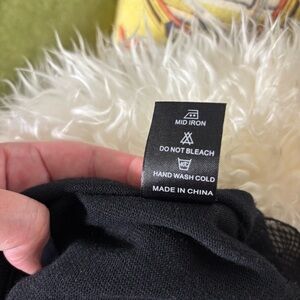 MID IRON
DO NOT BLEACH
HAND WASH COLD
MADE IN CHINA